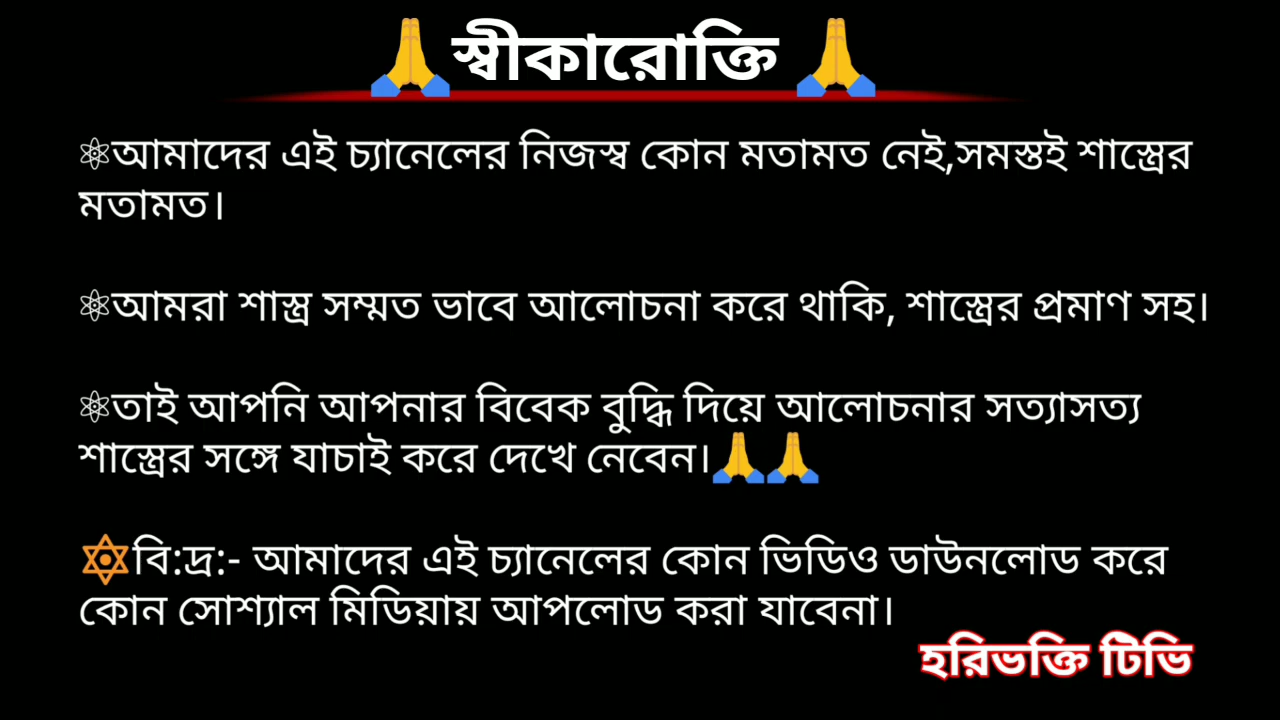 🙏স্বীকারোক্তি 🙏
⚛আমাদের এই চ্যানেলের নিজস্ব কোন মতামত নেই,সমস্তই শাস্ত্রের
মতামত।
⚛আমরা শাস্ত্র সম্মত ভাবে আলোচনা করে থাকি, শাস্ত্রের প্রমাণ সহ।
⚛তাই আপনি আপনার বিবেক বুদ্ধি দিয়ে আলোচনার সত্যাসত্য
শাস্ত্রের সঙ্গে যাচাই করে দেখে নেবেন।🙏🙏
🔯বি:দ্র:- আমাদের এই চ্যানেলের কোন ভিডিও ডাউনলোড করে
কোন সোশ্যাল মিডিয়ায় আপলোড করা যাবেনা।
হরিভক্তি টিভি